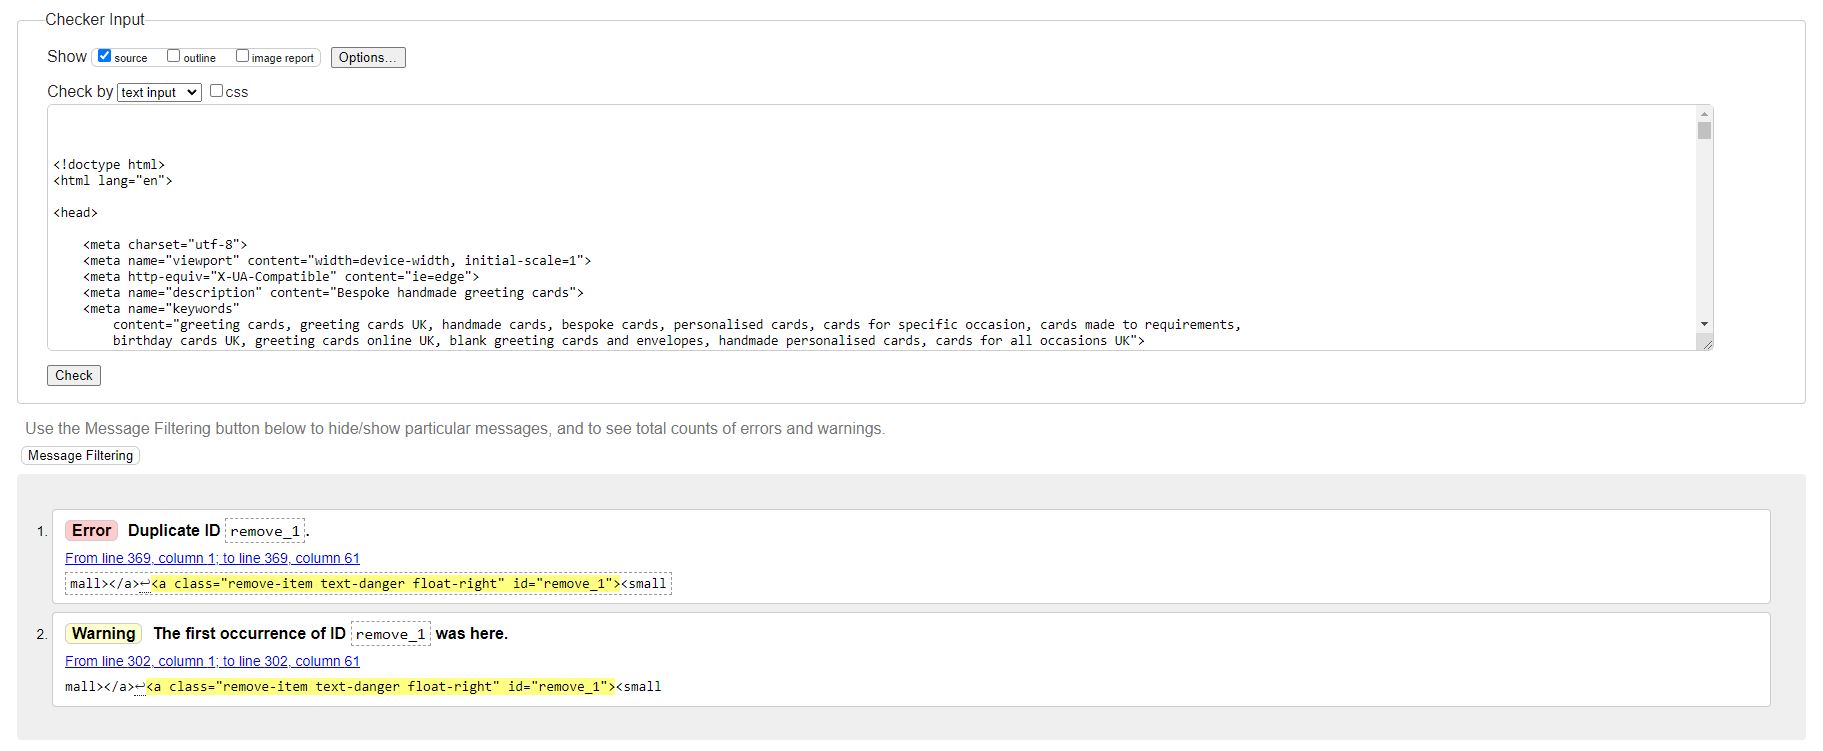 Checker Input
Show source outline image report Options...
Check by text input css
<!doctype html>
<html lang="en">
<head>
<meta charset="utf-8">
<meta name="viewport" content="width=device-width, initial-scale=1">
<meta http-equiv="X-UA-Compatible" content="ie=edge">
<meta name="description" content="Bespoke handmade greeting cards">
<meta name="keywords"
content="greeting cards, greeting cards UK, handmade cards, bespoke cards, personalised cards, cards for specific occasion, cards made to requirements,
birthday cards UK, greeting cards online UK, blank greeting cards and envelopes, handmade personalised cards, cards for all occasions UK">
Check
Use the Message Filtering button below to hide/show particular messages, and to see total counts of errors and warnings.
Message Filtering
1. Error Duplicate ID remove_1.
From line 369, column 1; to line 369, column 61
mall></a>↩<a class="remove-item text-danger float-right" id="remove_1"><small
2. Warning The first occurrence of ID remove_1 was here.
From line 302, column 1; to line 302, column 61
mall></a>↩<a class="remove-item text-danger float-right" id="remove_1"><small